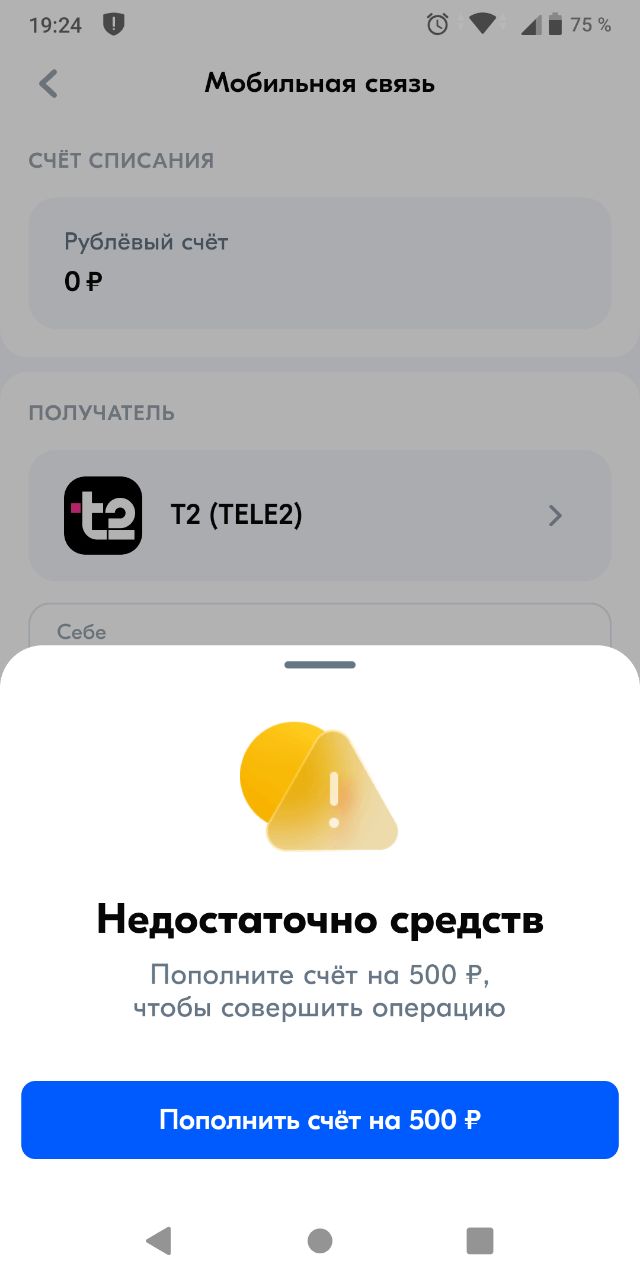 19:24
75 %
Мобильная связь
СЧЁТ СПИСАНИЯ
Рублёвый счёт
0 ₽
ПОЛУЧАТЕЛЬ
t2
T2 (TELE2)
Себе
Недостаточно средств
Пополните счёт на 500 ₽,
чтобы совершить операцию
Пополнить счёт на 500 ₽